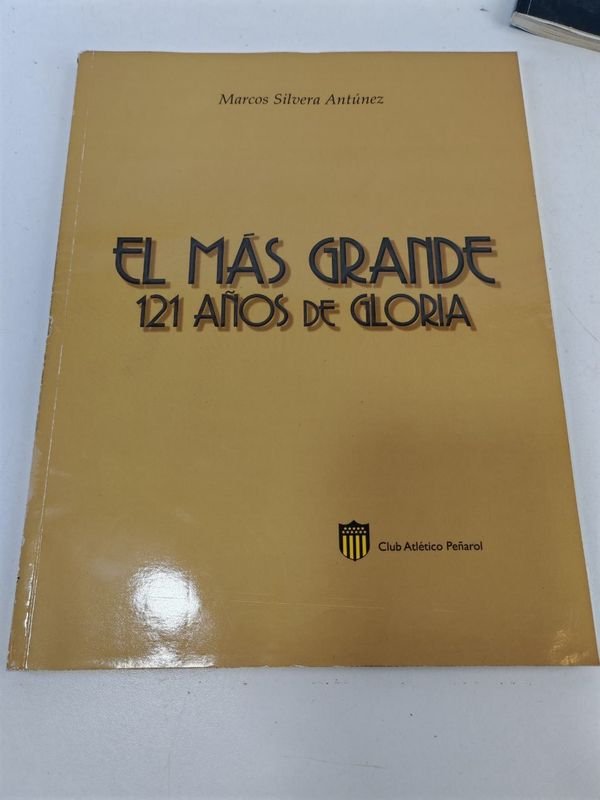 Marcos Silvera Antúnez
EL MÁS GRANDE
121 AÑOS DE GLORIA
Club Atlético Peñarol